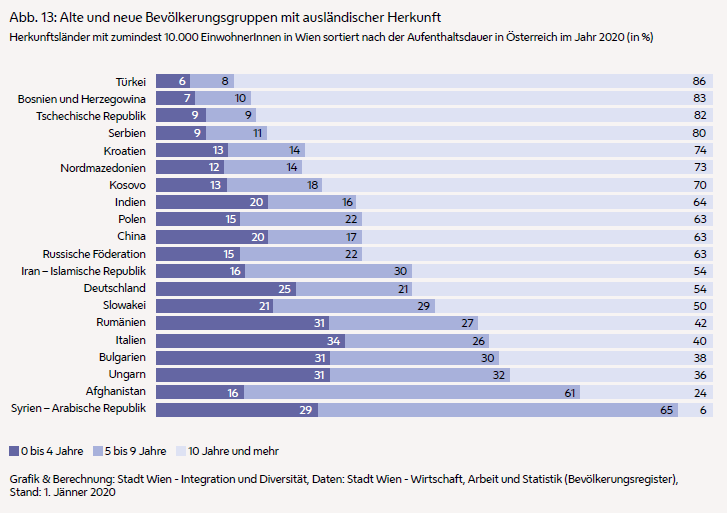 Abb. 13: Alte und neue Bevölkerungsgruppen mit ausländischer Herkunft
Herkunftsländer mit zumindest 10.000 EinwohnerInnen in Wien sortiert nach der Aufenthaltsdauer in Österreich im Jahr 2020 (in %)
Türkei 6 8 86
Bosnien und Herzegowina 7 10 83
Tschechische Republik 9 9 82
Serbien 9 11 80
Kroatien 13 14 74
Nordmazedonien 12 14 73
Kosovo 13 18 70
Indien 20 16 64
Polen 15 22 63
China 20 17 63
Russische Föderation 15 22 63
Iran – Islamische Republik 16 30 54
Deutschland 25 21 54
Slowakei 21 29 50
Rumänien 31 27 42
Italien 34 26 40
Bulgarien 31 30 38
Ungarn 31 32 36
Afghanistan 16 61 24
Syrien – Arabische Republik 29 65 6
0 bis 4 Jahre 5 bis 9 Jahre 10 Jahre und mehr
Grafik & Berechnung: Stadt Wien - Integration und Diversität, Daten: Stadt Wien - Wirtschaft, Arbeit und Statistik (Bevölkerungsregister),
Stand: 1. Jänner 2020